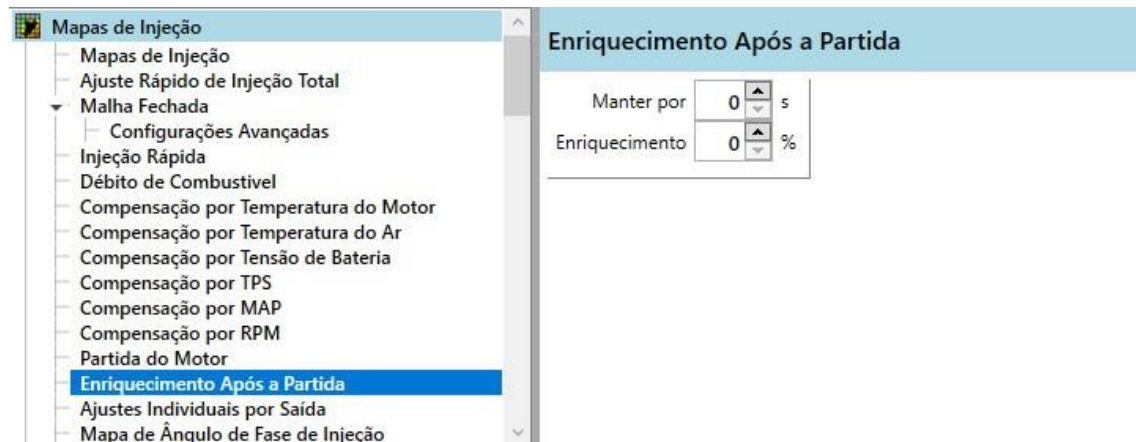 Mapas de Injeção
Mapas de Injeção
Ajuste Rápido de Injeção Total
Malha Fechada
Configurações Avançadas
Injeção Rápida
Débito de Combustivel
Compensação por Temperatura do Motor
Compensação por Temperatura do Ar
Compensação por Tensão de Bateria
Compensação por TPS
Compensação por MAP
Compensação por RPM
Partida do Motor
Enriquecimento Após a Partida
Ajustes Individuais por Saída
Mapa de Ângulo de Fase de Injeção
Enriquecimento Após a Partida
Manter por 0 s
Enriquecimento 0 %